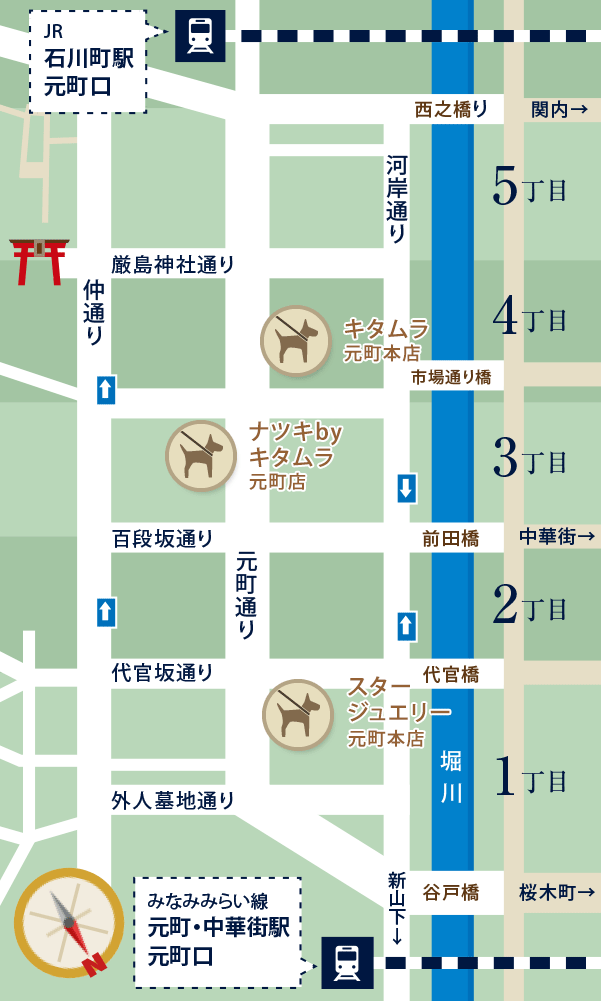 JR
石川町駅
元町口
西之橋り
関内→
河岸通り
5丁目
厳島神社通り
仲通り
4丁目
キタムラ
元町本店
市場通り橋
ナツキby
キタムラ
元町店
3丁目
百段坂通り
前田橋
中華街→
元町通り
2丁目
代官坂通り
代官橋
スター
ジュエリー
元町本店
堀川
1丁目
外人墓地通り
新山下→
谷戸橋
桜木町→
みなみみらい線
元町・中華街駅
元町口
N